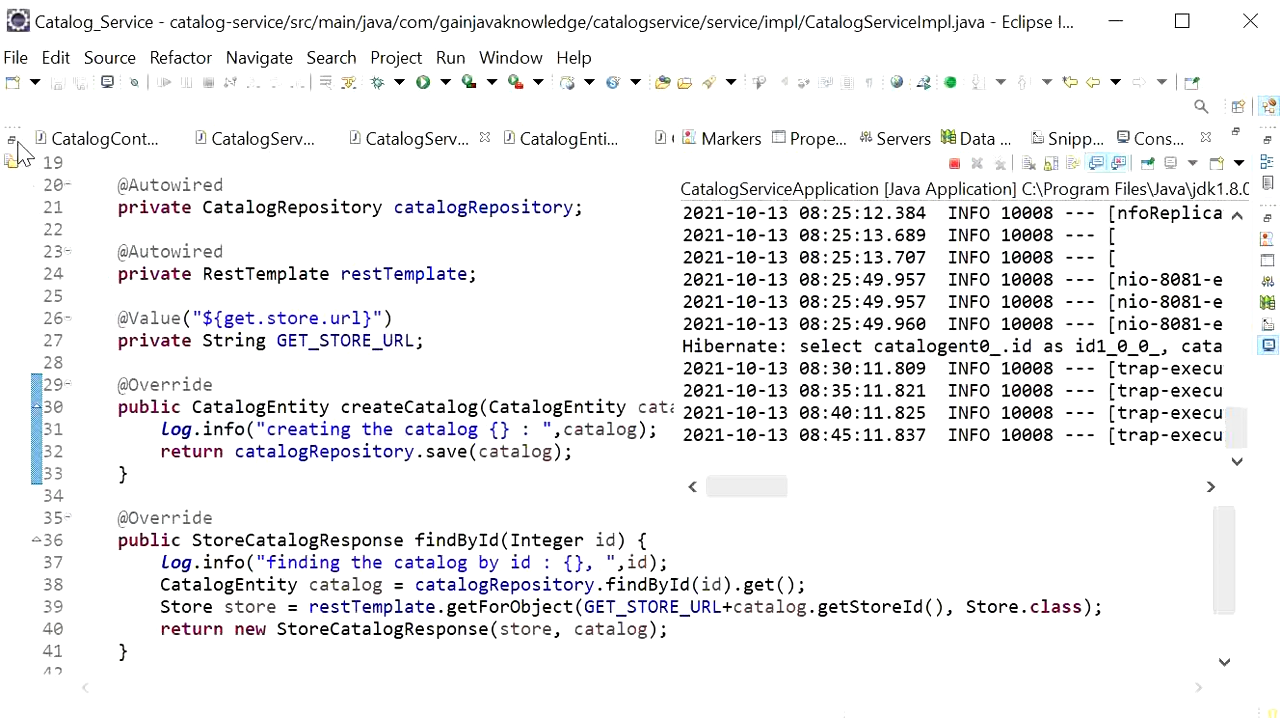 Catalog_Service - catalog-service/src/main/java/com/gainjavaknowledge/catalogservice/service/impl/CatalogServiceImpl.java - Eclipse I...
File Edit Source Refactor Navigate Search Project Run Window Help
CatalogCont... CatalogServ... CatalogServ... CatalogEnti... Markers Prope... Servers Data ... Snipp... Cons...
19
20 @Autowired
21 private CatalogRepository catalogRepository;
22
23 @Autowired
24 private RestTemplate restTemplate;
25
26 @Value("${get.store.url}")
27 private String GET_STORE_URL;
28
29 @Override
30 public CatalogEntity createCatalog(CatalogEntity cata
31 log.info("creating the catalog {} : ",catalog);
32 return catalogRepository.save(catalog);
33 }
34
35 @Override
36 public StoreCatalogResponse findById(Integer id) {
37 log.info("finding the catalog by id : {}, ",id);
38 CatalogEntity catalog = catalogRepository.findById(id).get();
39 Store store = restTemplate.getForObject(GET_STORE_URL+catalog.getStoreId(), Store.class);
40 return new StoreCatalogResponse(store, catalog);
41 }
42
CatalogServiceApplication [Java Application] C:\Program Files\Java\jdk1.8.0
2021-10-13 08:25:12.384 INFO 10008 --- [nfoReplica
2021-10-13 08:25:13.689 INFO 10008 --- [
2021-10-13 08:25:13.707 INFO 10008 --- [
2021-10-13 08:25:49.957 INFO 10008 --- [nio-8081-e
2021-10-13 08:25:49.957 INFO 10008 --- [nio-8081-e
2021-10-13 08:25:49.960 INFO 10008 --- [nio-8081-e
Hibernate: select catalogent0_.id as id1_0_0_, cata
2021-10-13 08:30:11.809 INFO 10008 --- [trap-execu
2021-10-13 08:35:11.821 INFO 10008 --- [trap-execu
2021-10-13 08:40:11.825 INFO 10008 --- [trap-execu
2021-10-13 08:45:11.837 INFO 10008 --- [trap-execu